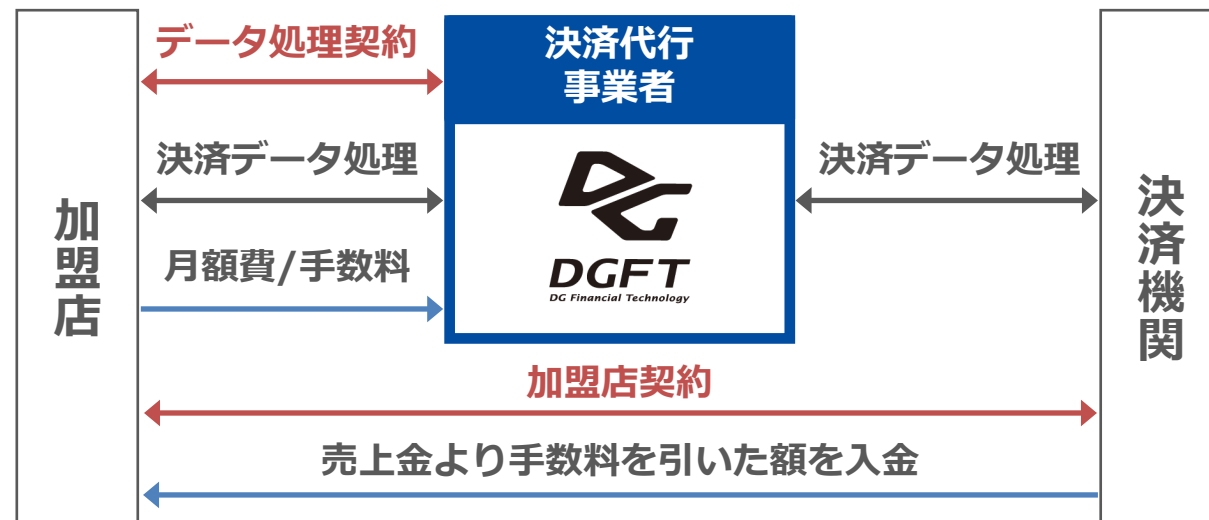 加盟店
データ処理契約
決済データ処理
月額費/手数料
決済代行
事業者
DGFT
DG Financial Technology
決済データ処理
決済機関
加盟店契約
売上金より手数料を引いた額を入金